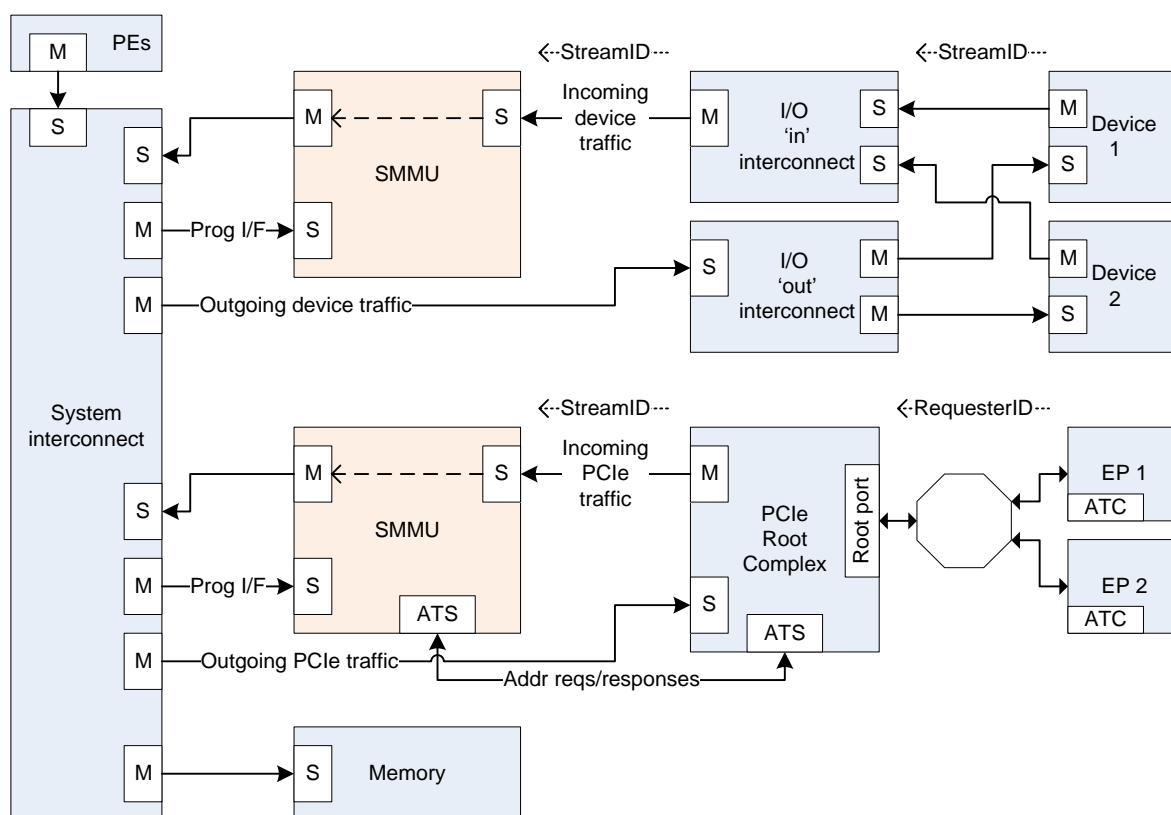 M
PEs
S
StreamID
StreamID
M
S
Incoming
device
traffic
M
I/O
‘in’
interconnect
S
S
M
S
Device
1
S
SMMU
M
Prog I/F
S
M
Outgoing device traffic
S
I/O
‘out’
interconnect
M
M
M
S
Device
2
System
interconnect
StreamID
RequesterID
M
S
Incoming
PCIe
traffic
M
PCIe
Root
Complex
Root port
EP 1
ATC
S
SMMU
M
Prog I/F
S
S
EP 2
ATC
ATS
ATS
M
Outgoing PCIe traffic
Addr reqs/responses
M
S
Memory